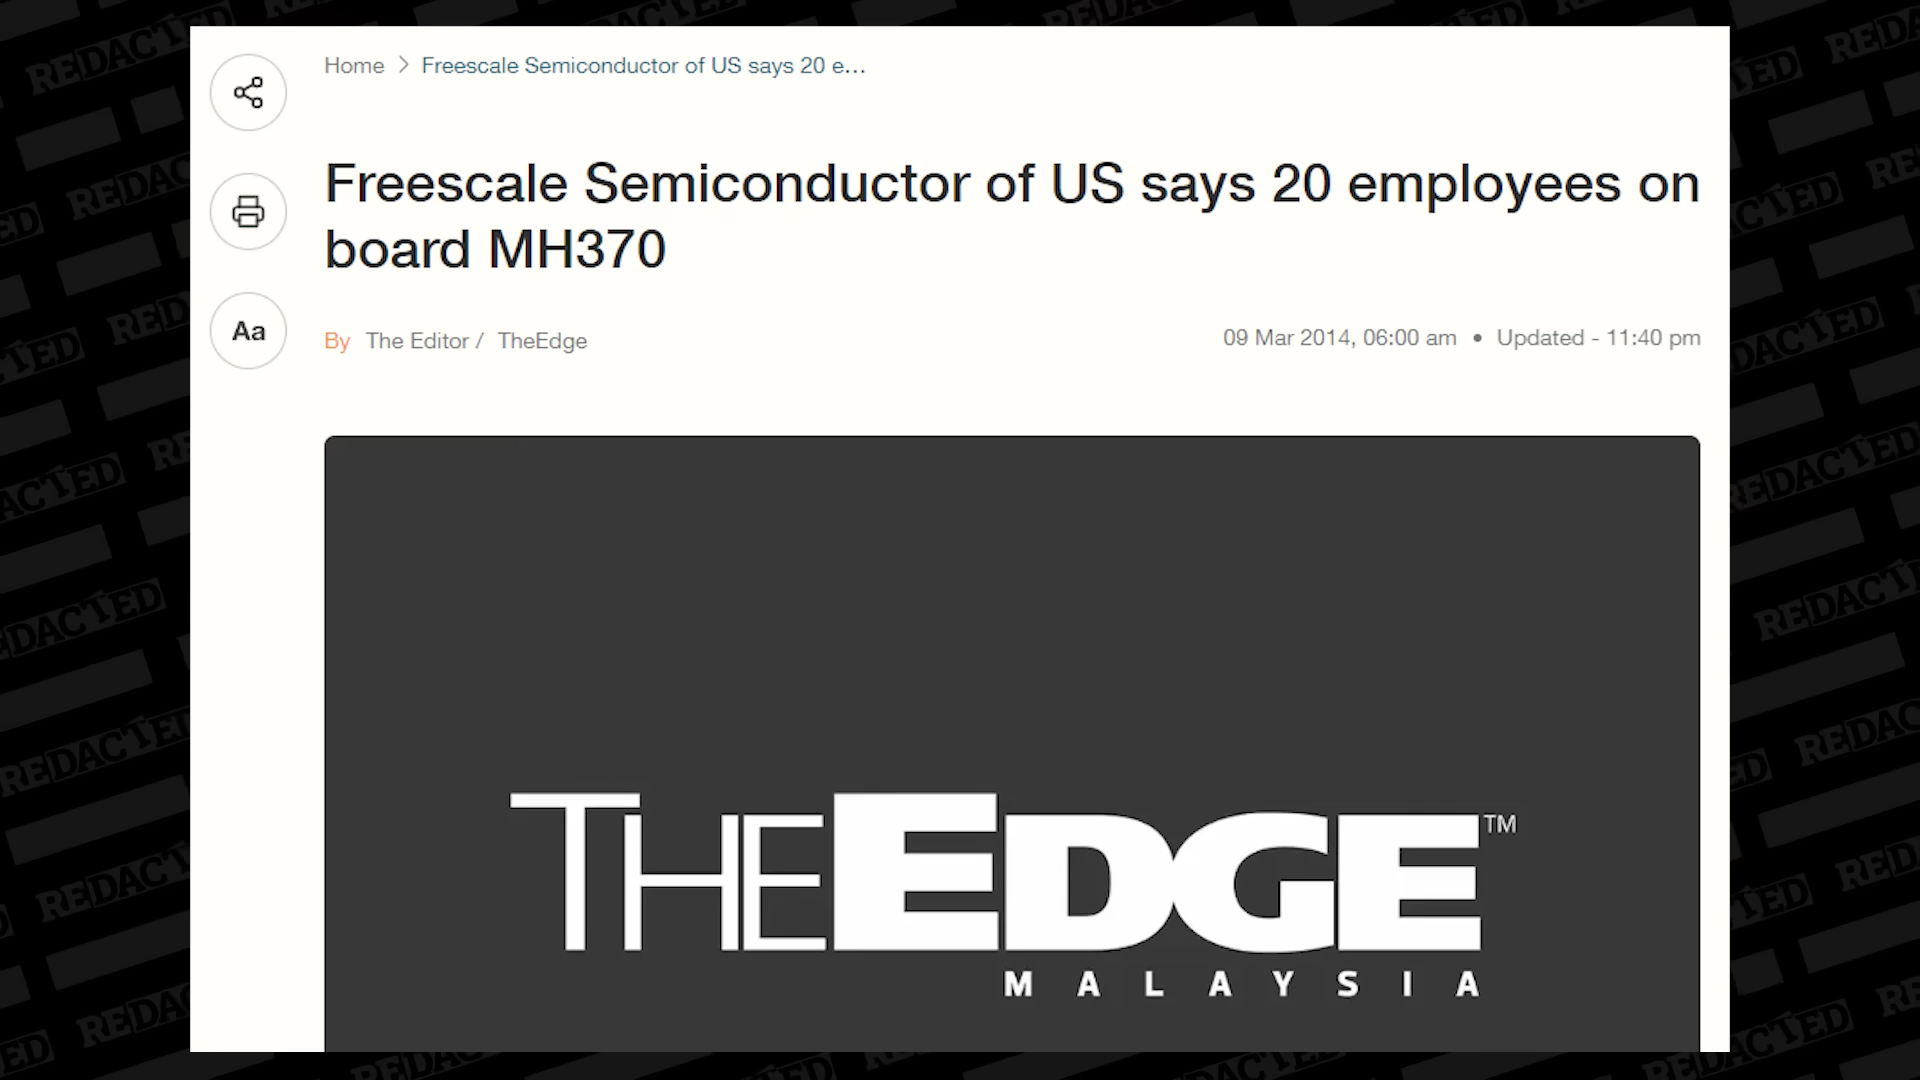 Home > Freescale Semiconductor of US says 20 e...
Freescale Semiconductor of US says 20 employees on
board MH370
Aa
By The Editor / TheEdge
09 Mar 2014, 06:00 am • Updated - 11:40 pm
THEEDGE™
MALAYSIA
REDACTED